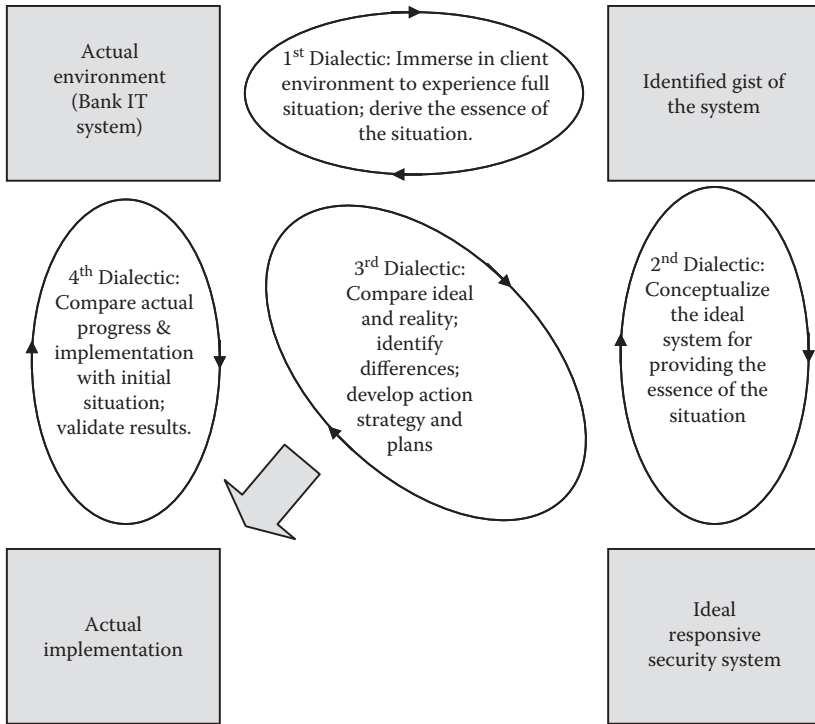 Actual
environment
(Bank IT
system)
1st Dialectic: Immerse in client
environment to experience full
situation; derive the essence of
the situation.
Identified gist of
the system
4th Dialectic:
Compare actual
progress &
implementation
with initial
situation;
validate results.
3rd Dialectic:
Compare ideal
and reality;
identify
differences;
develop action
strategy and
plans
2nd Dialectic:
Conceptualize
the ideal
system for
providing the
essence of the
situation
Actual
implementation
Ideal
responsive
security system